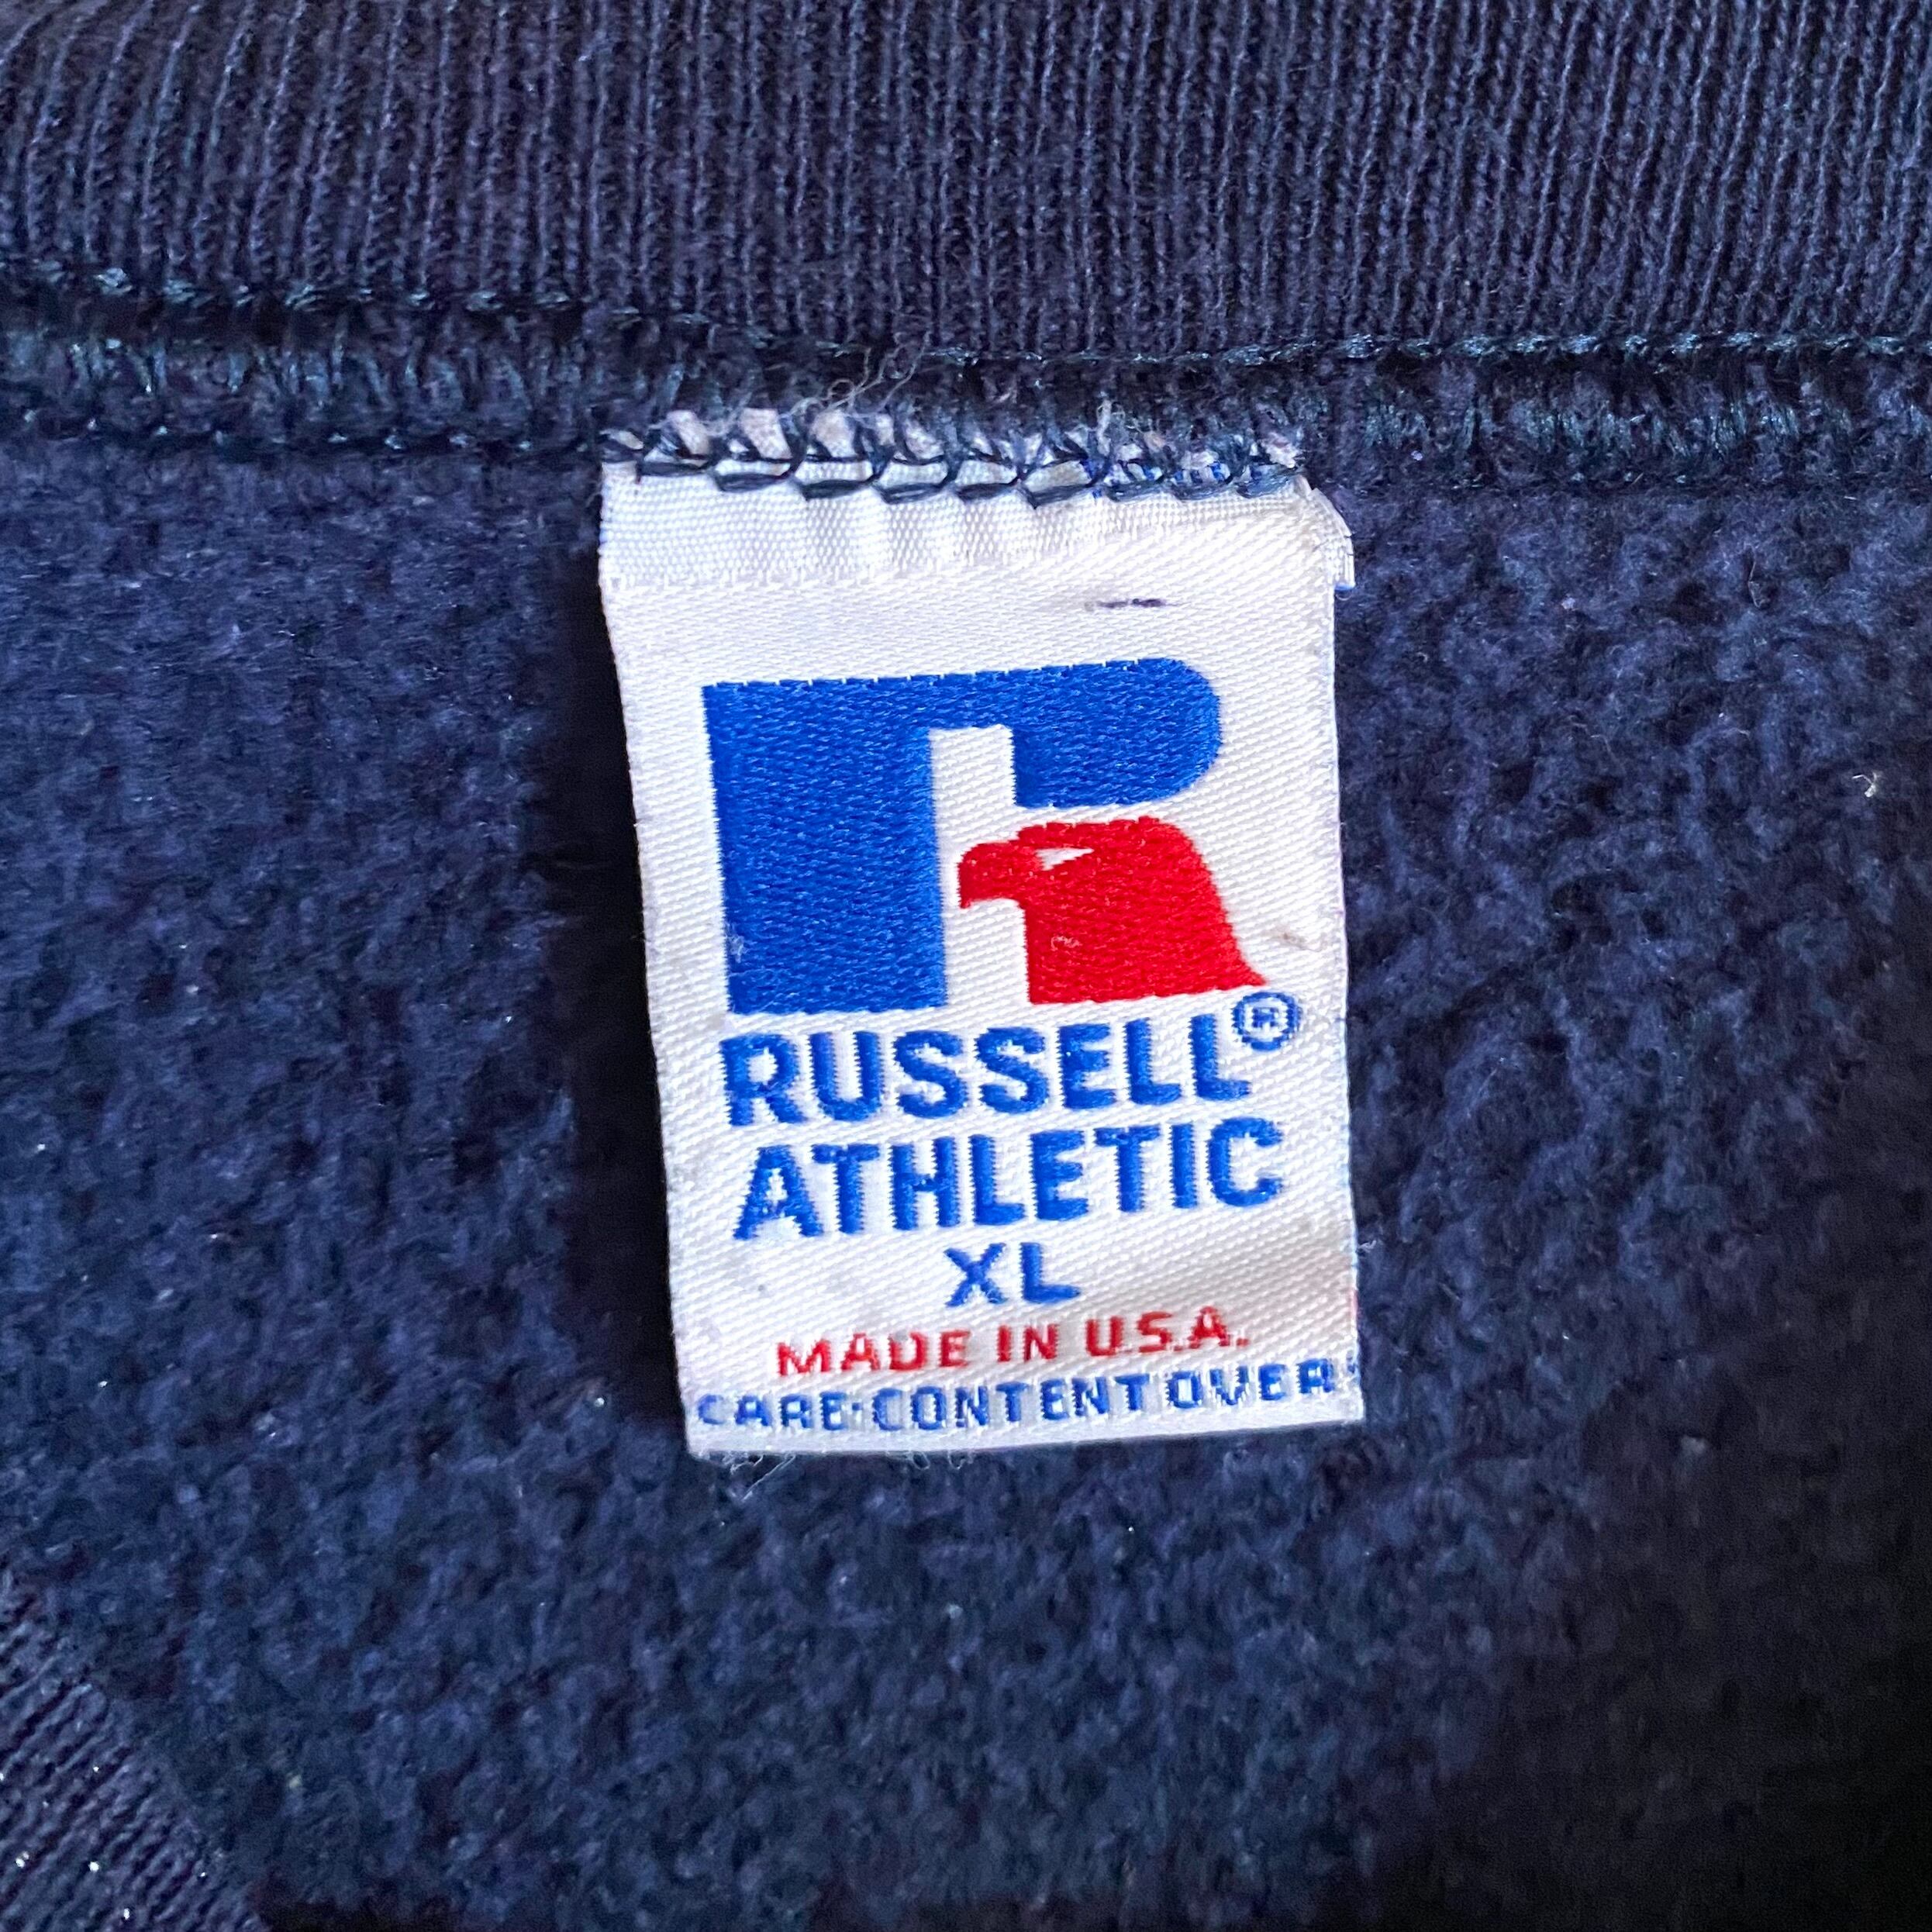 R
RUSSELL®
ATHLETIC
XL
MADE IN U.S.A.
CARE·CONTENT OVER